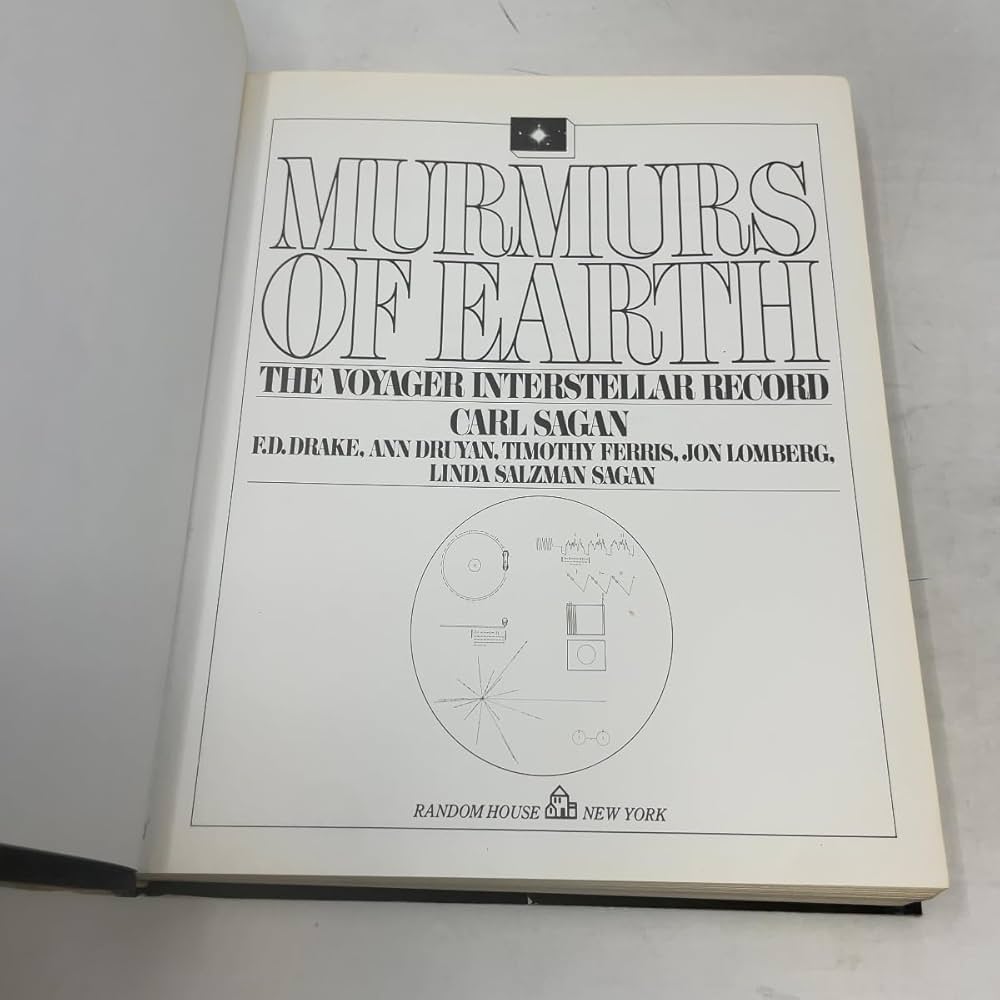 MURMURS
OF EARTH
THE VOYAGER INTERSTELLAR RECORD
CARL SAGAN
F.D. DRAKE, ANN DRUYAN, TIMOTHY FERRIS, JON LOMBERG,
LINDA SALZMAN SAGAN
RANDOM HOUSE NEW YORK